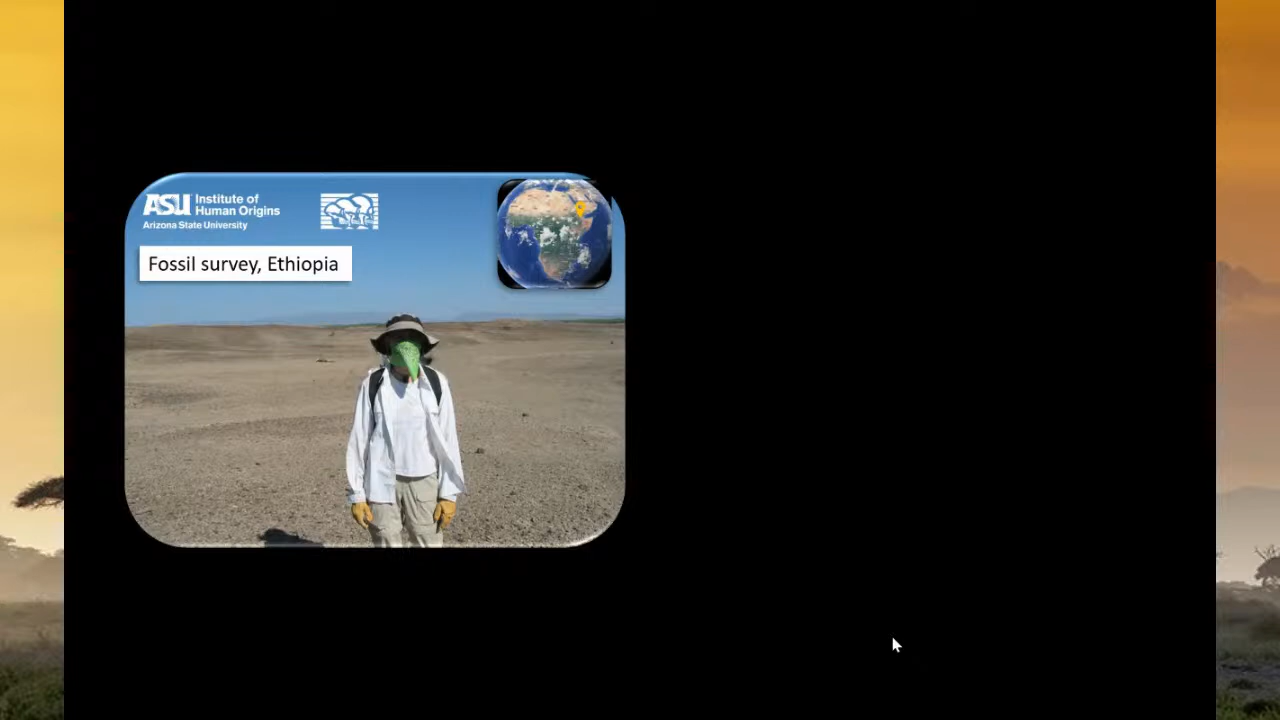 ASU Institute of
Human Origins
Arizona State University
Fossil survey, Ethiopia